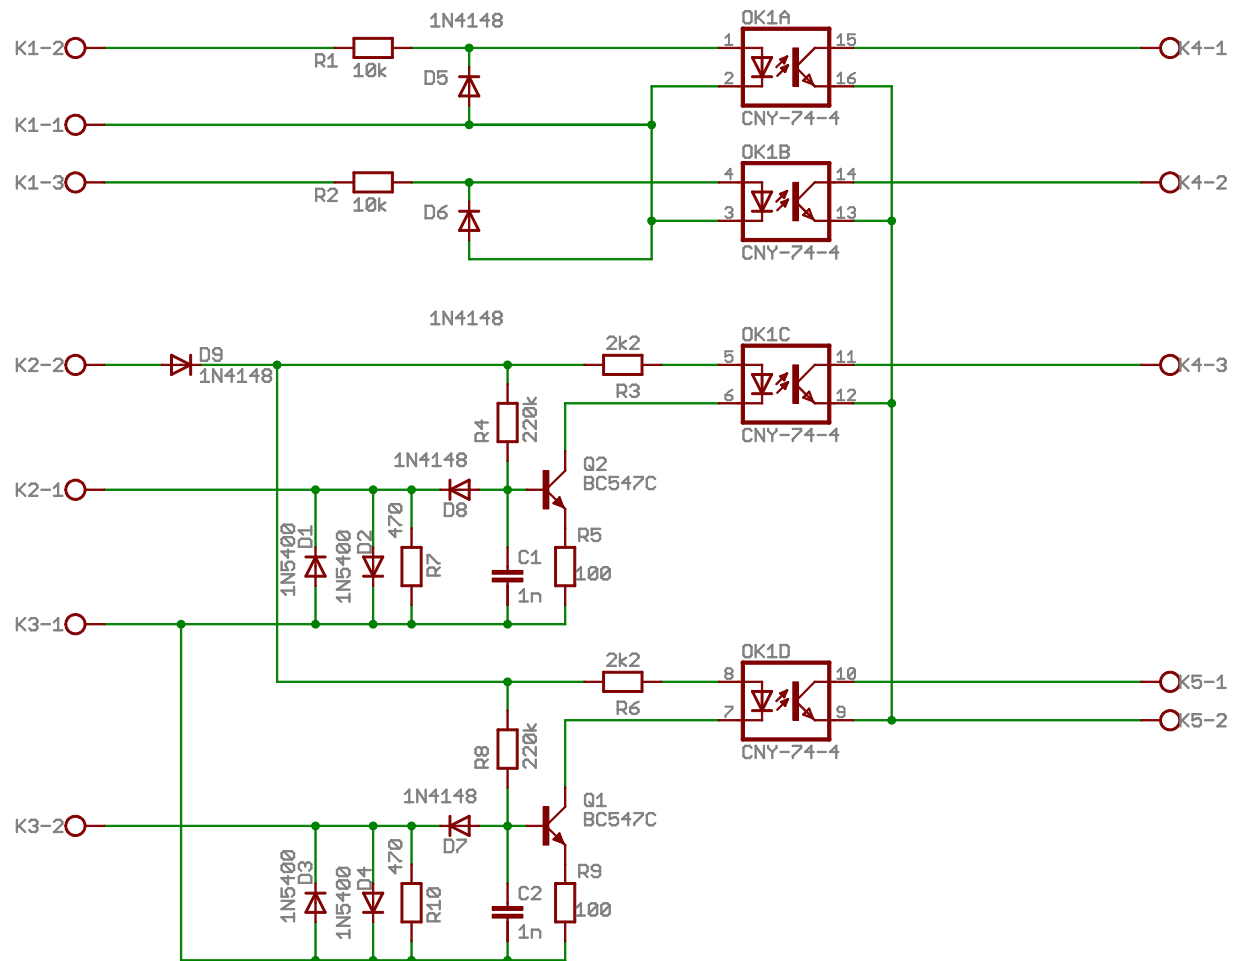 1N4148
OK1A
K1-2
R1
10k
D5
1
15
K4-1
2
16
K1-1
CNY-74-4
OK1B
K1-3
R2
10k
D6
4
14
K4-2
3
13
CNY-74-4
1N4148
OK1C
K2-2
D9
1N4148
2k2
R3
5
11
K4-3
6
12
CNY-74-4
R4
220k
1N4148
Q2
BC547C
K2-1
D8
1N5400
D1
1N5400
D2
470
R7
C1
1n
R5
100
K3-1
OK1D
2k2
R6
8
10
K5-1
7
9
K5-2
CNY-74-4
R8
220k
1N4148
Q1
BC547C
K3-2
D7
1N5400
D3
1N5400
D4
470
R10
C2
1n
R9
100